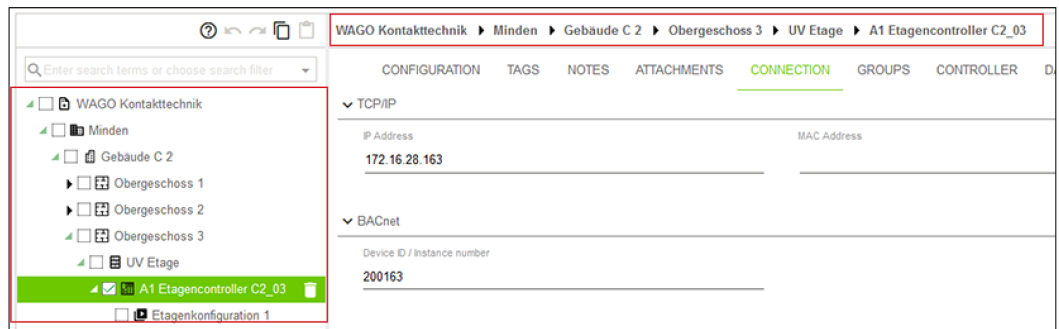 WAGO Kontakttechnik Minden Gebäude C 2 Obergeschoss 3 UV Etage A1 Etagencontroller C2_03
Enter search terms or choose search filter
CONFIGURATION TAGS NOTES ATTACHMENTS CONNECTION GROUPS CONTROLLER
WAGO Kontakttechnik
Minden
Gebäude C 2
Obergeschoss 1
Obergeschoss 2
Obergeschoss 3
UV Etage
A1 Etagencontroller C2_03
Etagenkonfiguration 1
TCP/IP
IP Address
172.16.28.163
MAC Address
BACnet
Device ID / Instance number
200163